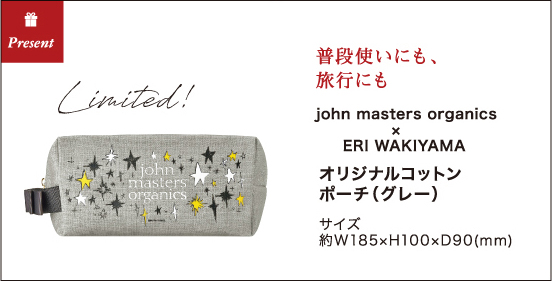 Present
Limited!
普段使いにも、
旅行にも
john masters organics
×
ERI WAKIYAMA
オリジナルコットン
ポーチ（グレー）
サイズ
約W185×H100×D90(mm)
john
masters
organics